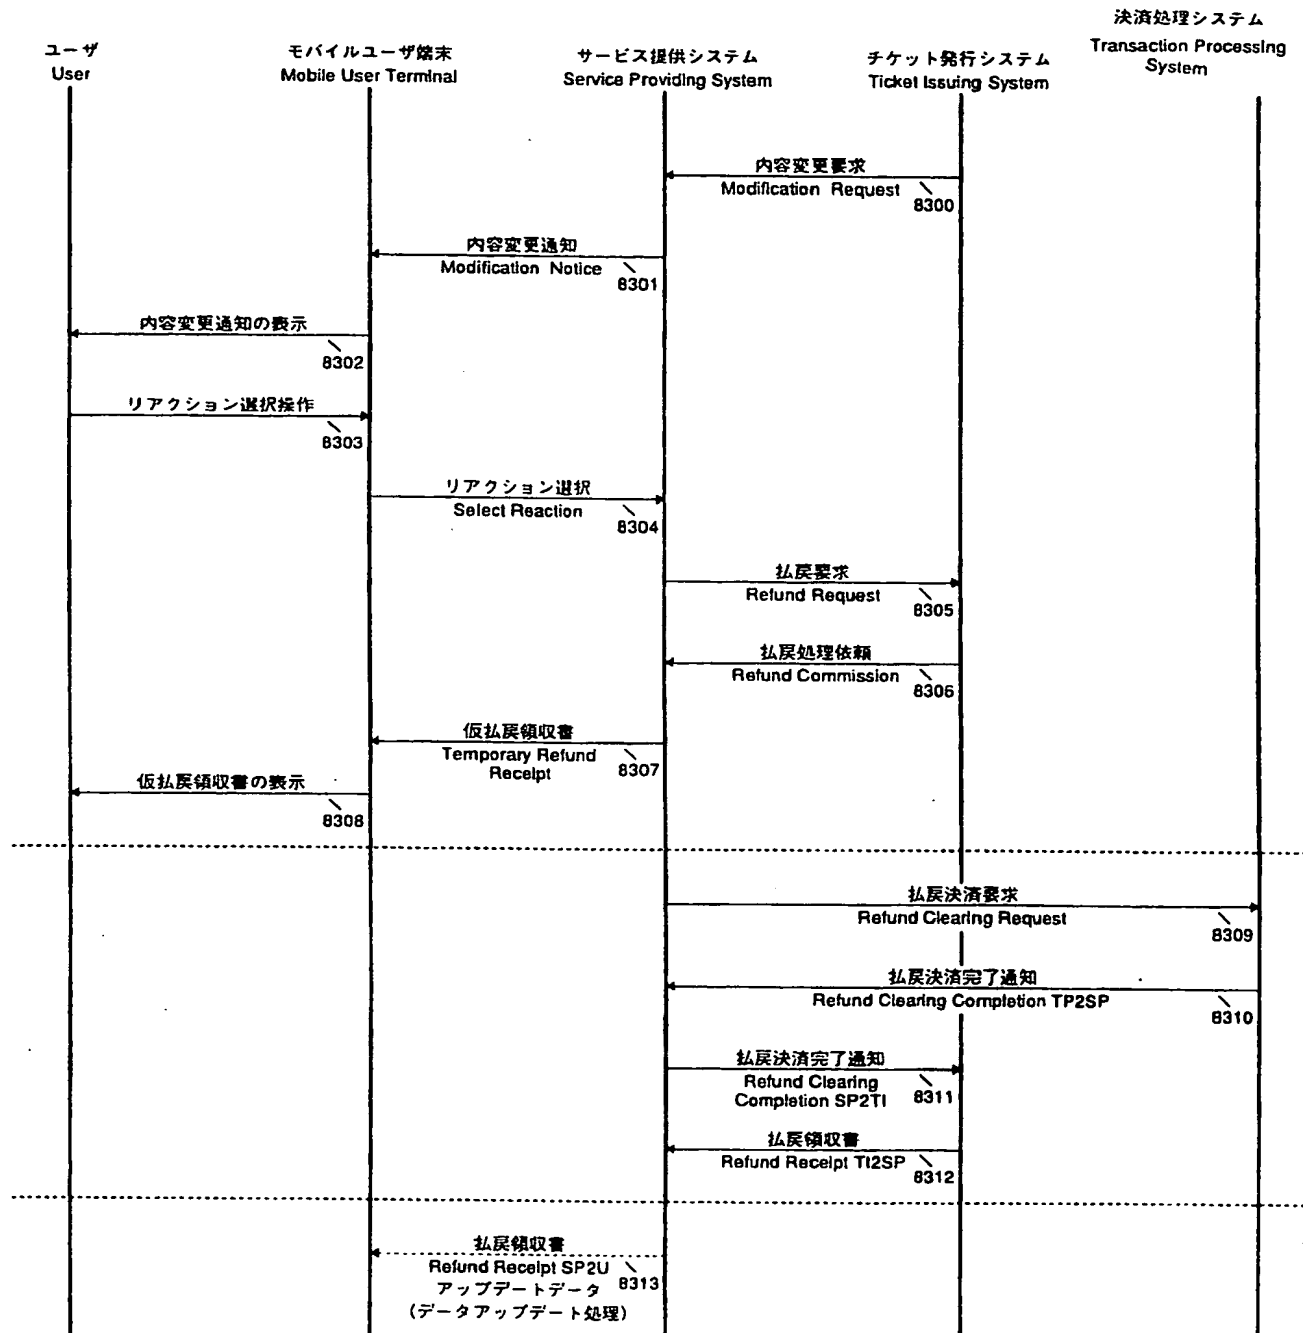 決済処理システム
Transaction Processing
System
ユーザ
User
モバイルユーザ端末
Mobile User Terminal
サービス提供システム
Service Providing System
チケット発行システム
Ticket Issuing System
内容変更要求
Modification Request
8300
内容変更通知
Modification Notice
8301
内容変更通知の表示
8302
リアクション選択操作
8303
リアクション選択
Select Reaction
8304
払戻要求
Refund Request
8305
払戻処理依頼
Refund Commission
8306
仮払戻領収書
Temporary Refund
Receipt
8307
仮払戻領収書の表示
8308
払戻決済要求
Refund Clearing Request
8309
払戻決済完了通知
Refund Clearing Completion TP2SP
8310
払戻決済完了通知
Refund Clearing
Completion SP2TI
8311
払戻領収書
Refund Receipt TI2SP
8312
払戻領収書
Refund Receipt SP2U
8313
アップデートデータ
(データアップデート処理)